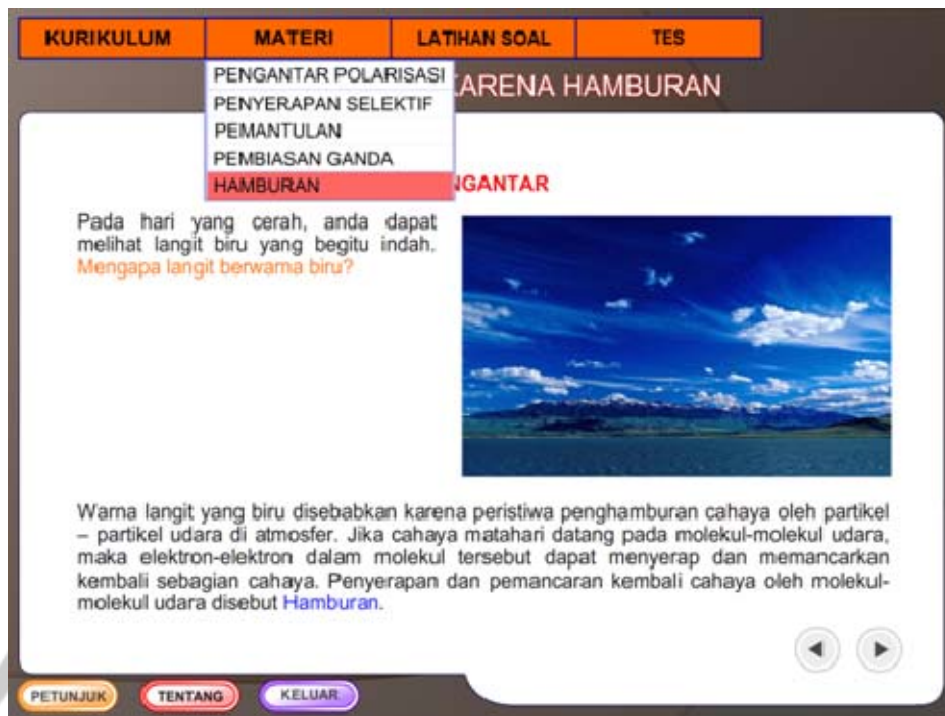 KURIKULUM MATERI LATIHAN SOAL TES
PENGANTAR POLARISASI
PENYERAPAN SELEKTIF
PEMANTULAN
PEMBIASAN GANDA
HAMBURAN
HAMBURAN
Pada hari yang cerah, anda dapat
melihat langit biru yang begitu indah.
Mengapa langit berwarna biru?
Warna langit yang biru disebabkan karena peristiwa penghamburan cahaya oleh partikel
– partikel udara di atmosfer. Jika cahaya matahari datang pada molekul-molekul udara,
maka elektron-elektron dalam molekul tersebut dapat menyerap dan memancarkan
kembali sebagian cahaya. Penyerapan dan pemancaran kembali cahaya oleh molekul-
molekul udara disebut Hamburan.
PETUNJUK TENTANG KELUAR